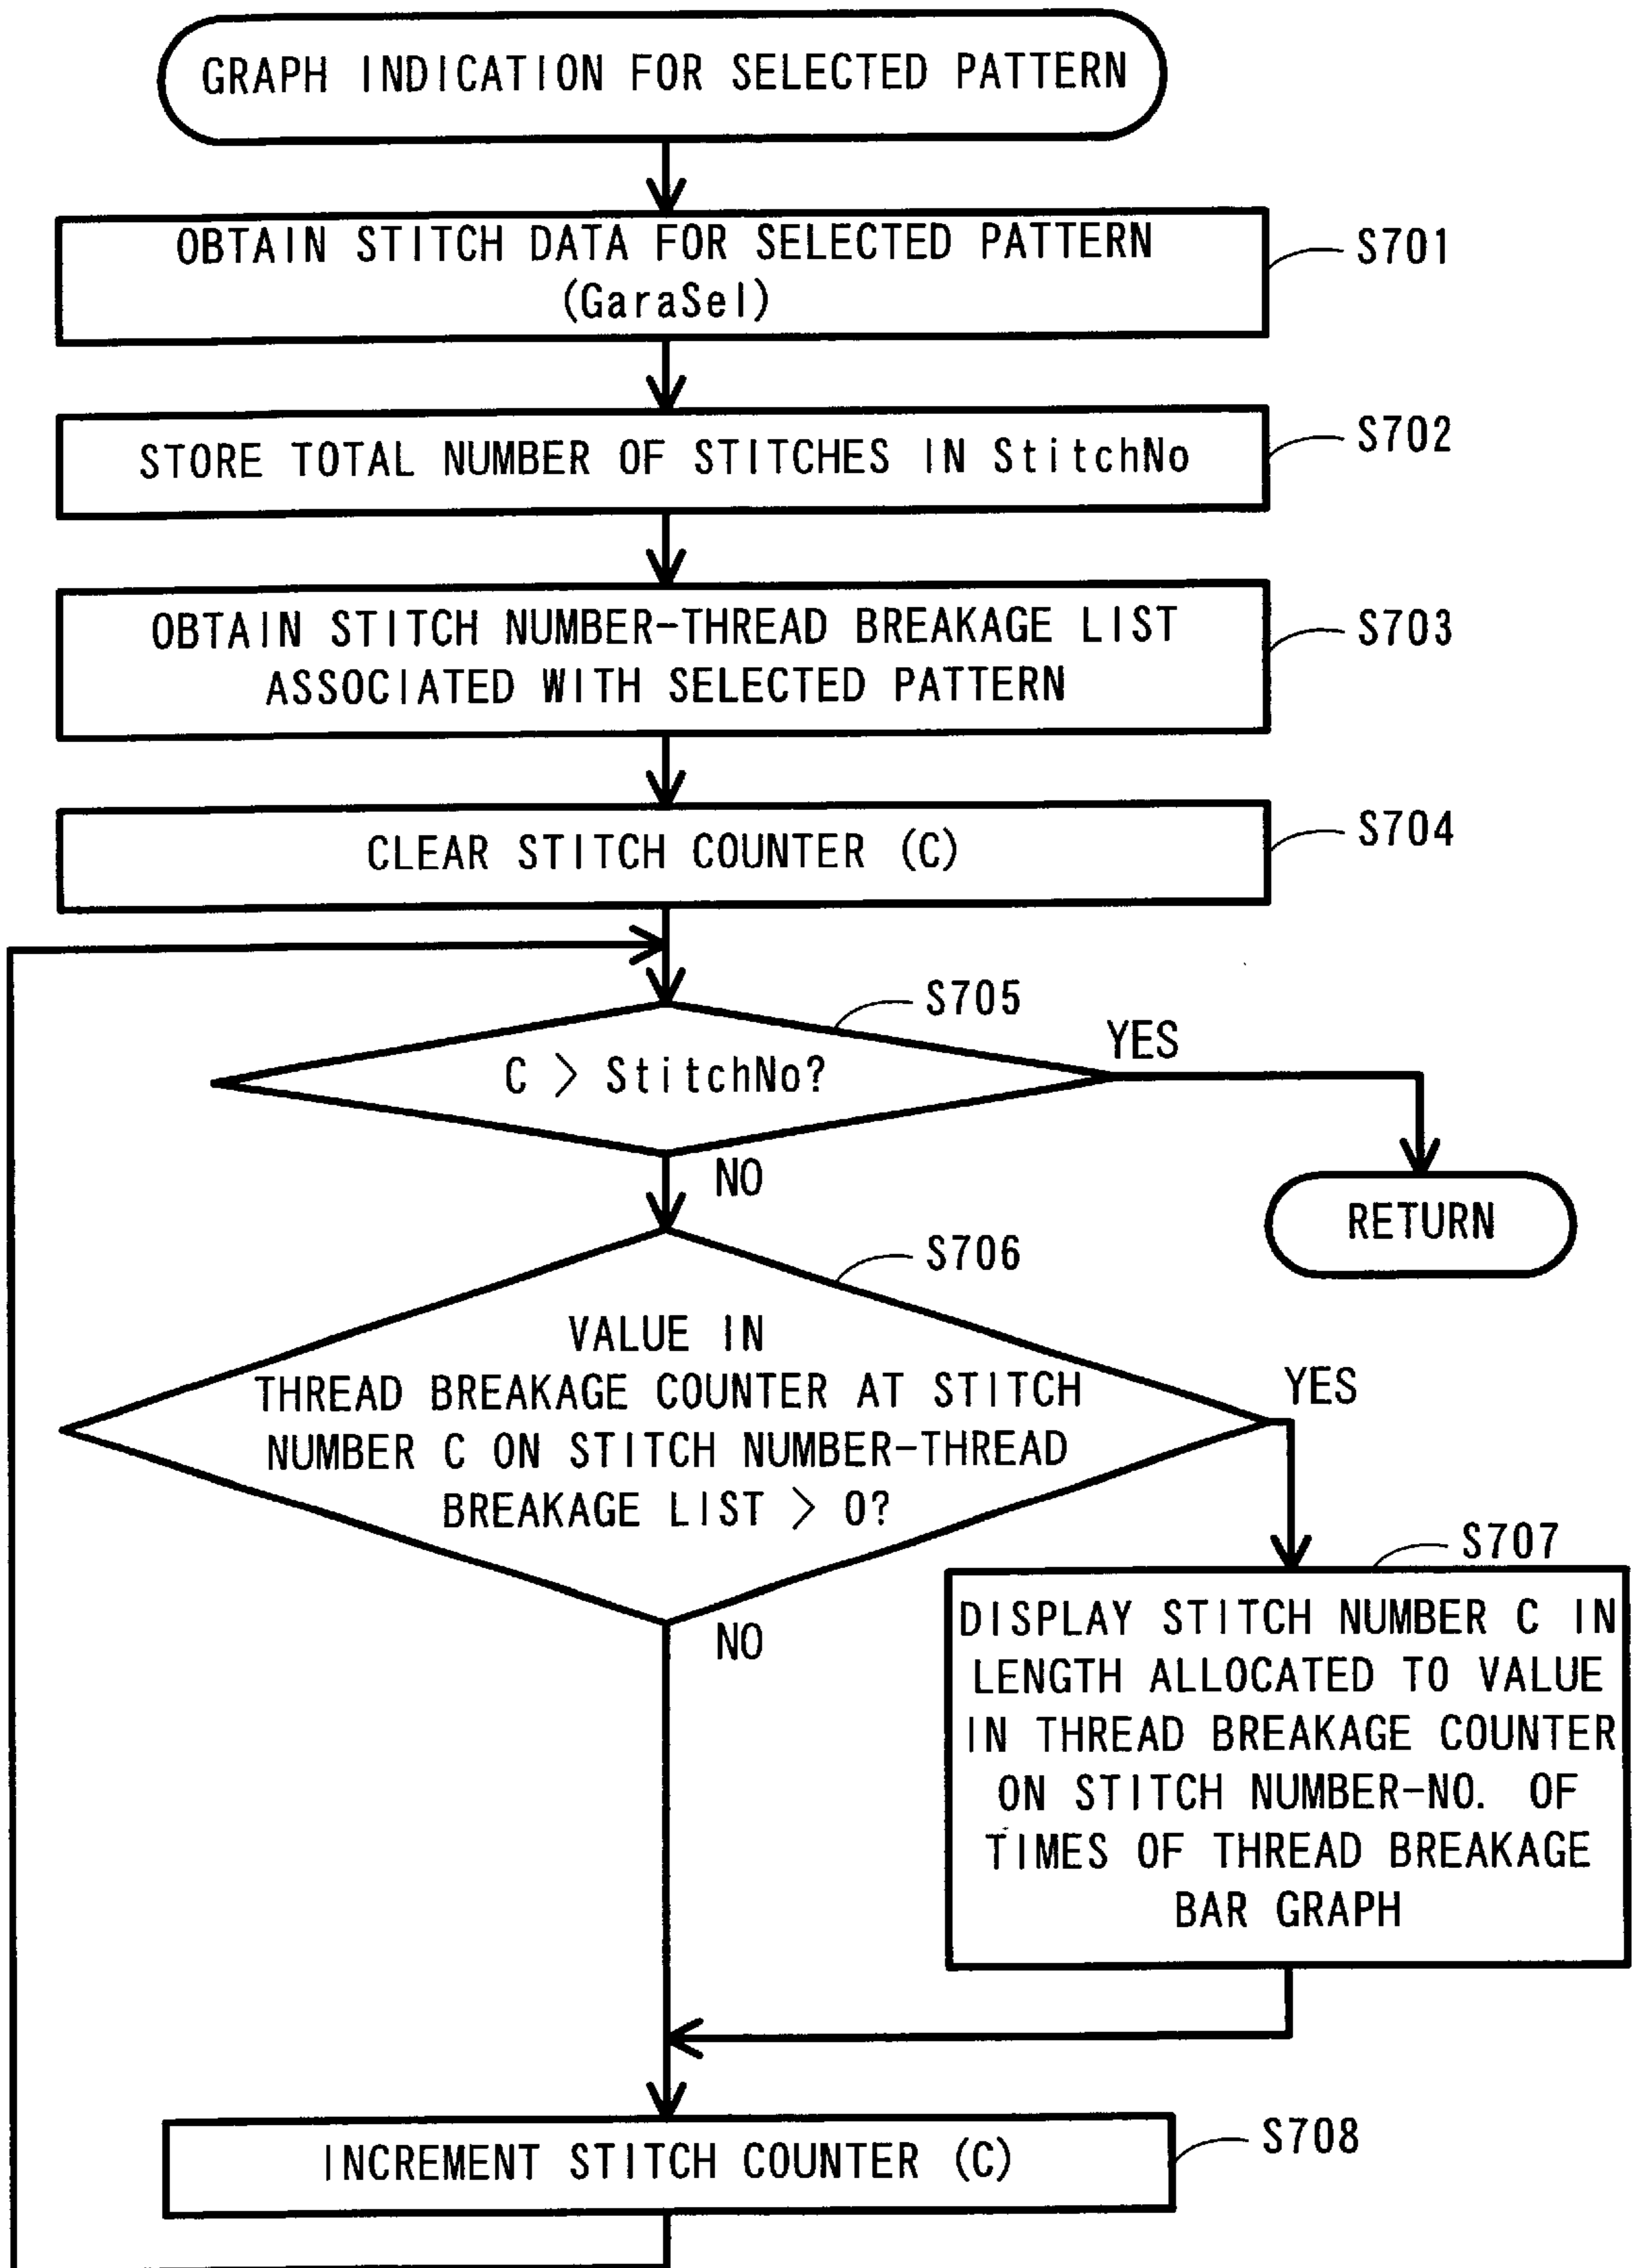 GRAPH INDICATION FOR SELECTED PATTERN
OBTAIN STITCH DATA FOR SELECTED PATTERN
(GaraSel)
S701
STORE TOTAL NUMBER OF STITCHES IN StitchNo
S702
OBTAIN STITCH NUMBER-THREAD BREAKAGE LIST
ASSOCIATED WITH SELECTED PATTERN
S703
CLEAR STITCH COUNTER (C)
S704
S705
C > StitchNo?
YES
NO
RETURN
S706
VALUE IN
THREAD BREAKAGE COUNTER AT STITCH
NUMBER C ON STITCH NUMBER-THREAD
BREAKAGE LIST > 0?
YES
NO
S707
DISPLAY STITCH NUMBER C IN
LENGTH ALLOCATED TO VALUE
IN THREAD BREAKAGE COUNTER
ON STITCH NUMBER-NO. OF
TIMES OF THREAD BREAKAGE
BAR GRAPH
INCREMENT STITCH COUNTER (C)
S708